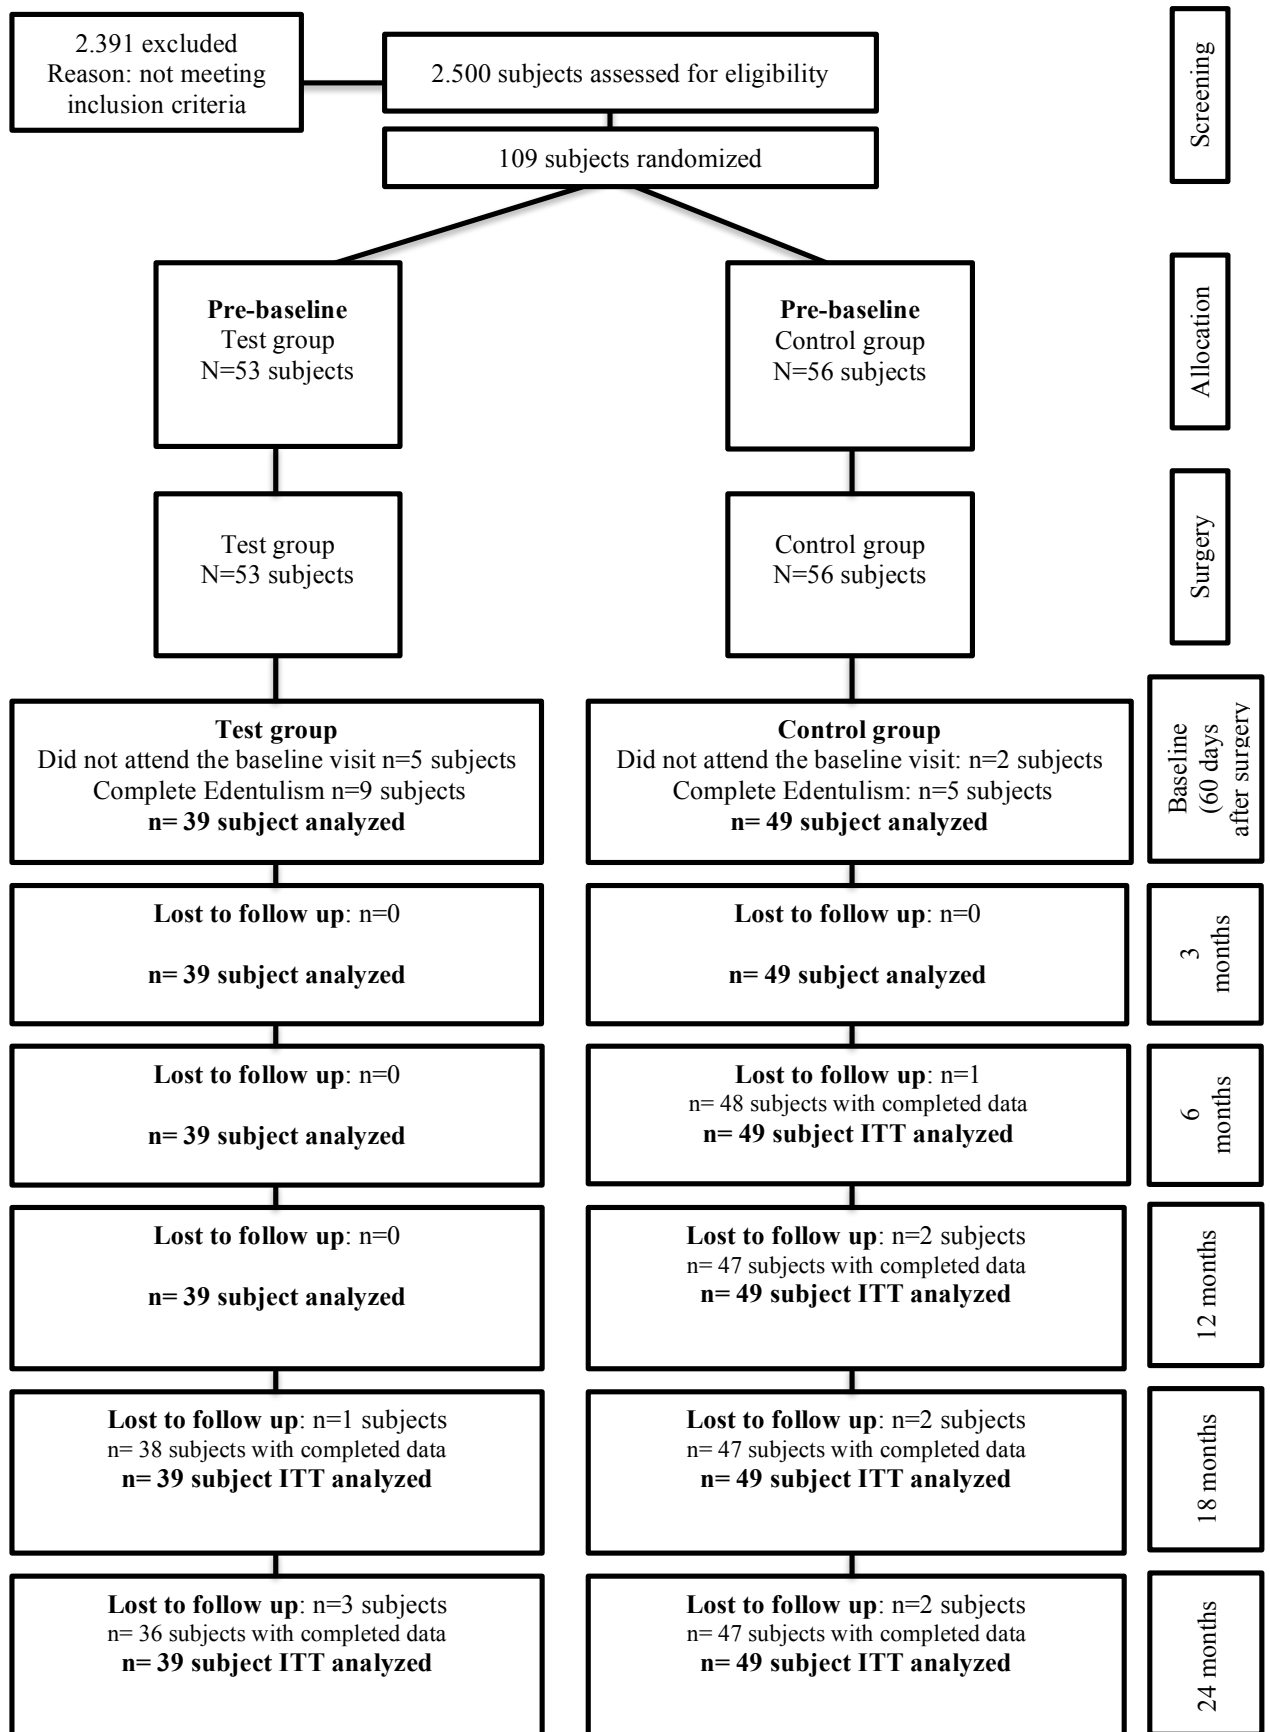 2.391 excluded
Reason: not meeting
inclusion criteria
2.500 subjects assessed for eligibility
109 subjects randomized
Screening
Pre-baseline
Test group
N=53 subjects
Pre-baseline
Control group
N=56 subjects
Allocation
Test group
N=53 subjects
Control group
N=56 subjects
Surgery
Test group
Did not attend the baseline visit n=5 subjects
Complete Edentulism n=9 subjects
n= 39 subject analyzed
Control group
Did not attend the baseline visit: n=2 subjects
Complete Edentulism: n=5 subjects
n= 49 subject analyzed
Baseline
(60 days
after surgery
Lost to follow up: n=0
n= 39 subject analyzed
Lost to follow up: n=0
n= 49 subject analyzed
3
months
Lost to follow up: n=0
n= 39 subject analyzed
Lost to follow up: n=1
n= 48 subjects with completed data
n= 49 subject ITT analyzed
6
months
Lost to follow up: n=0
n= 39 subject analyzed
Lost to follow up: n=2 subjects
n= 47 subjects with completed data
n= 49 subject ITT analyzed
12 months
Lost to follow up: n=1 subjects
n= 38 subjects with completed data
n= 39 subject ITT analyzed
Lost to follow up: n=2 subjects
n= 47 subjects with completed data
n= 49 subject ITT analyzed
18 months
Lost to follow up: n=3 subjects
n= 36 subjects with completed data
n= 39 subject ITT analyzed
Lost to follow up: n=2 subjects
n= 47 subjects with completed data
n= 49 subject ITT analyzed
24 months